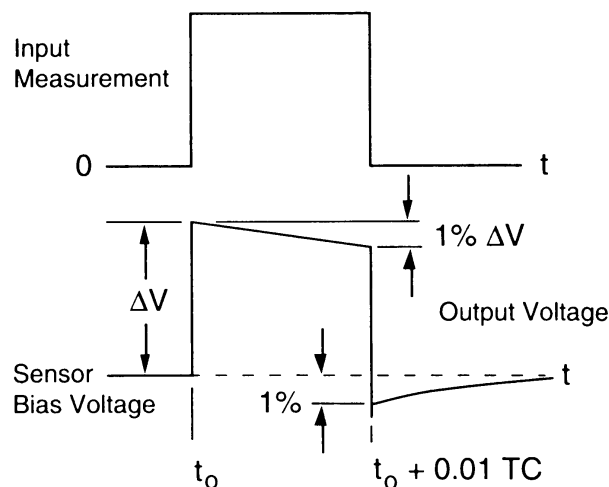 Input
Measurement
0
t
1% ΔV
ΔV
Output Voltage
Sensor
Bias Voltage
t
1%
t₀
t₀ + 0.01 TC